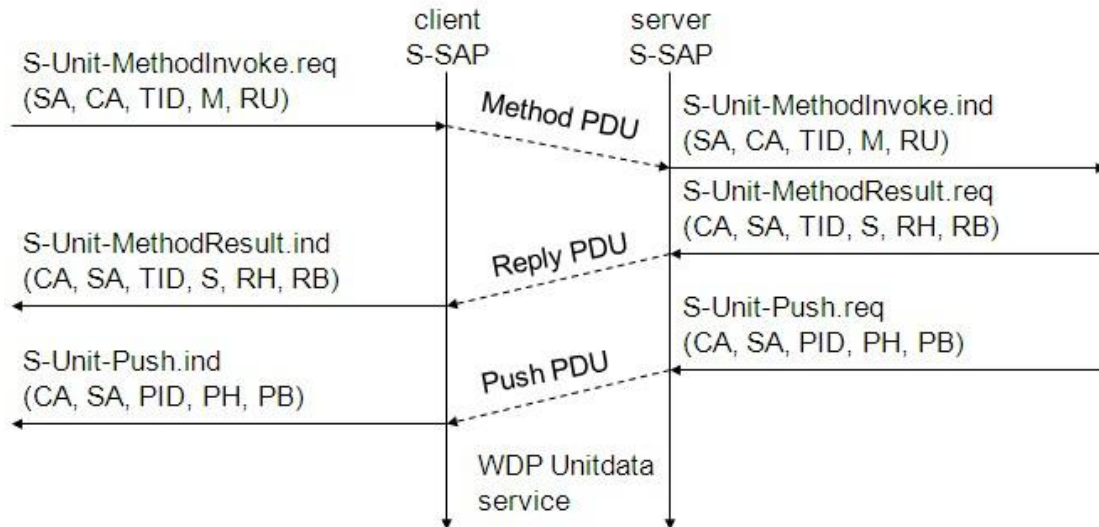 client
S-SAP
server
S-SAP
S-Unit-MethodInvoke.req
(SA, CA, TID, M, RU)
Method PDU
S-Unit-MethodInvoke.ind
(SA, CA, TID, M, RU)
S-Unit-MethodResult.req
(CA, SA, TID, S, RH, RB)
Reply PDU
S-Unit-MethodResult.ind
(CA, SA, TID, S, RH, RB)
S-Unit-Push.req
(CA, SA, PID, PH, PB)
Push PDU
S-Unit-Push.ind
(CA, SA, PID, PH, PB)
WDP Unitdata
service